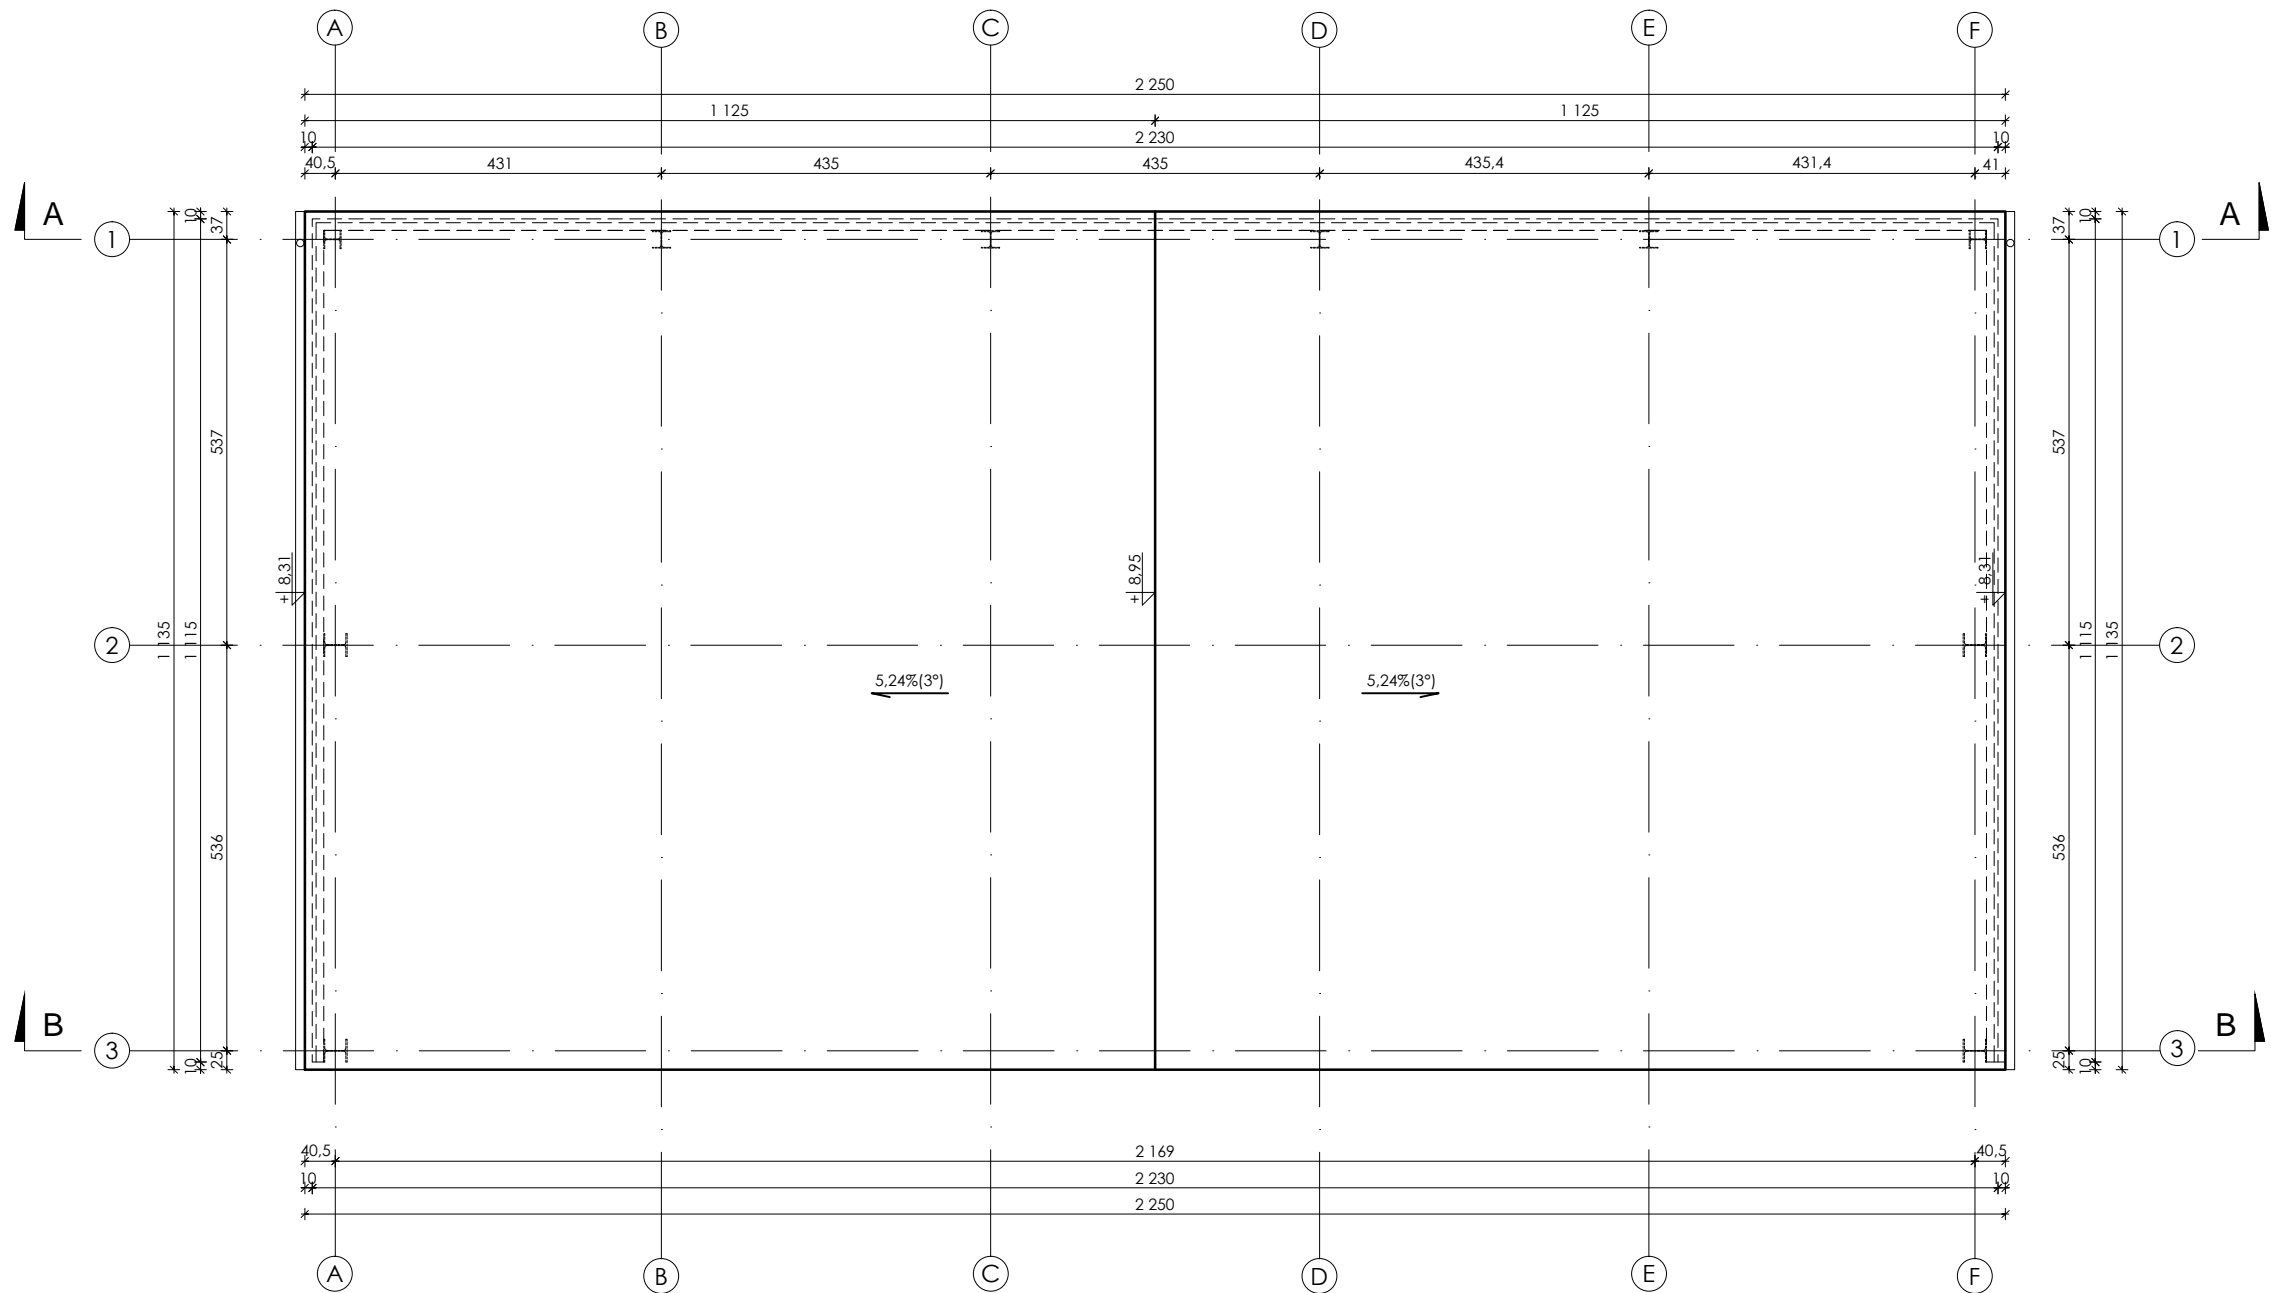 A B C D E F
2 250
1 125 1 125
10 2 230 10
40,5 431 435 435 435,4 431,4 41
A 10 37 37 10 A
1 1
537 537
+ 8,31 + 8,95 + 8,31
2 1 135 1 115 1 115 1 135 2
5,24%(3°) 5,24%(3°)
536 536
B B
3 10 25 25 10 3
40,5 2 169 40,5
10 2 230 10
2 250
A B C D E F